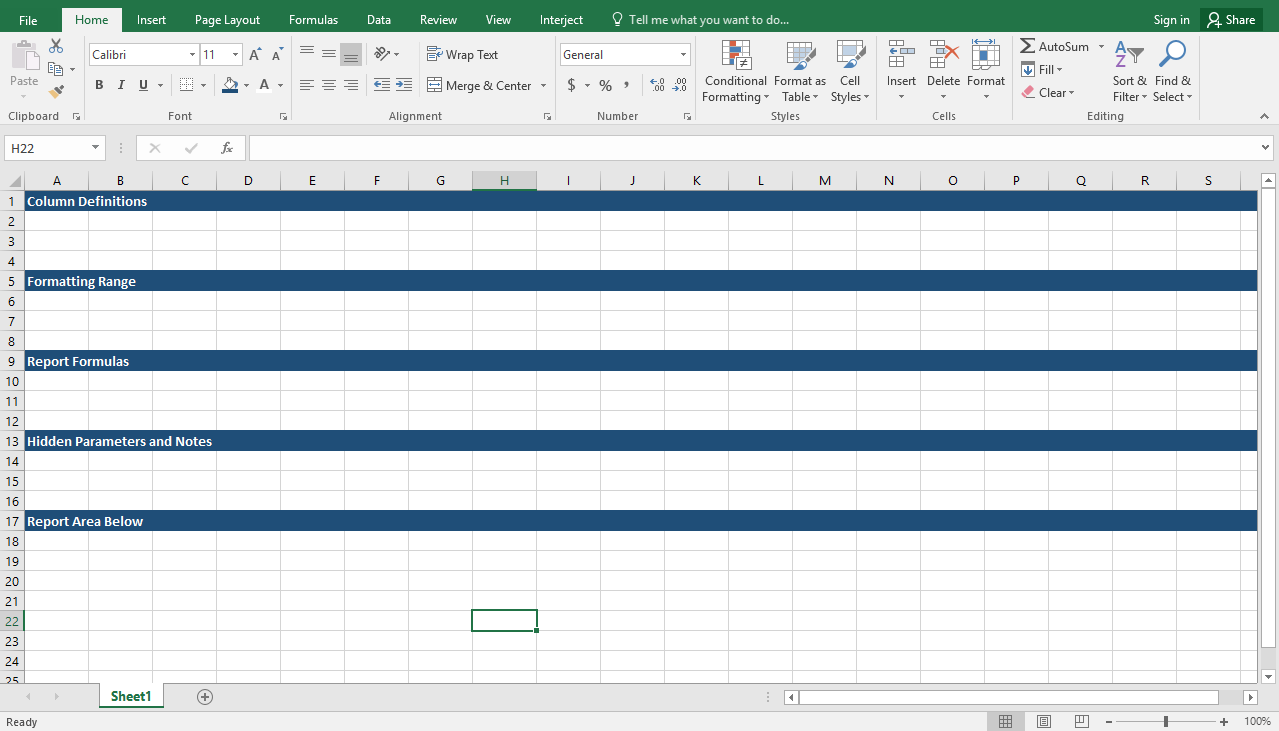 File Home Insert Page Layout Formulas Data Review View Interject Tell me what you want to do... Sign in Share
Paste Calibri 11 Wrap Text General Conditional Formatting Format as Table Cell Styles Insert Delete Format AutoSum Fill Clear Sort & Filter Find & Select
B I U A Merge & Center $ % ,
Clipboard Font Alignment Number Styles Cells Editing
H22 fx
A B C D E F G H I J K L M N O P Q R S
1 Column Definitions
2
3
4
5 Formatting Range
6
7
8
9 Report Formulas
10
11
12
13 Hidden Parameters and Notes
14
15
16
17 Report Area Below
18
19
20
21
22
23
24
25
Sheet1
Ready 100%